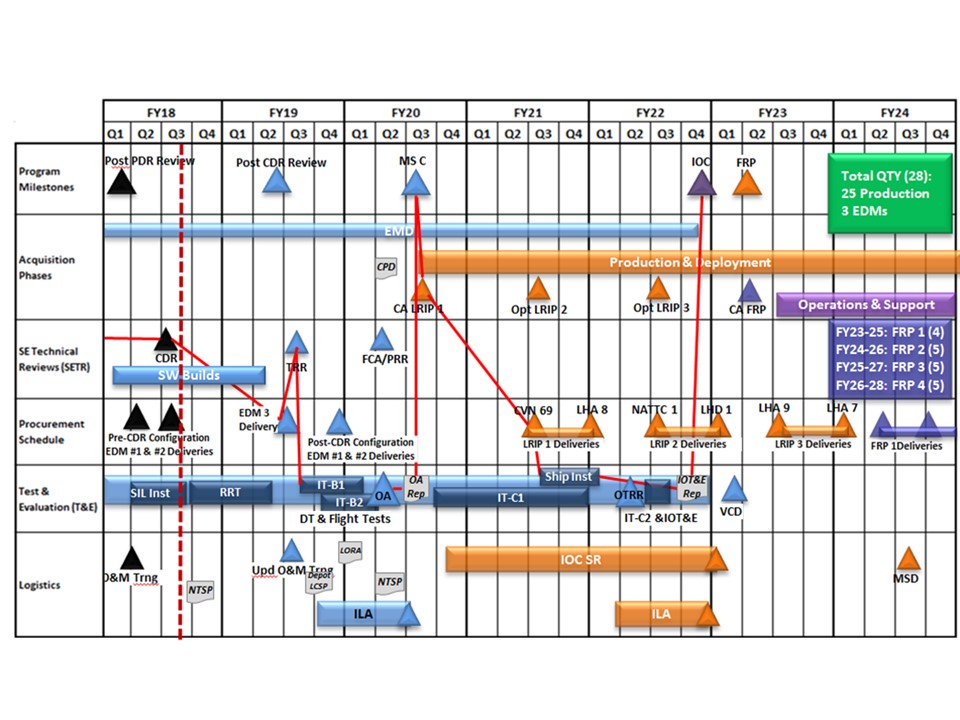 FY18 FY19 FY20 FY21 FY22 FY23 FY24
Q1 Q2 Q3 Q4 Q1 Q2 Q3 Q4 Q1 Q2 Q3 Q4 Q1 Q2 Q3 Q4 Q1 Q2 Q3 Q4 Q1 Q2 Q3 Q4 Q1 Q2 Q3 Q4
Program
Milestones
Post PDR Review
Post CDR Review
MS C
IOC
FRP
Total QTY (28):
25 Production
3 EDMs
Acquisition
Phases
EMD
CPD
Production & Deployment
CA LRIP 1
Opt LRIP 2
Opt LRIP 3
CA FRP
Operations & Support
SE Technical
Reviews (SETR)
CDR
SW Builds
TRR
FCA/PRR
FY23-25: FRP 1 (4)
FY24-26: FRP 2 (5)
FY25-27: FRP 3 (5)
FY26-28: FRP 4 (5)
Procurement
Schedule
Pre-CDR Configuration
EDM #1 & #2 Deliveries
EDM 3
Delivery
Post-CDR Configuration
EDM #1 & #2 Deliveries
CVN 69
LHA 8
LRIP 1 Deliveries
NATTC 1
LHD 1
LRIP 2 Deliveries
LHA 9
LHA 7
LRIP 3 Deliveries
FRP 1Deliveries
Test &
Evaluation (T&E)
SIL Inst
RRT
IT-B1
IT-B2
DT & Flight Tests
OA
OA
Rep
IT-C1
Ship Inst
OTRR
IT-C2 &IOT&E
IOT&E
Rep
VCD
Logistics
O&M Trng
NTSP
Upd O&M Trng
Depot
LCSP
LORA
NTSP
ILA
IOC SR
ILA
MSD